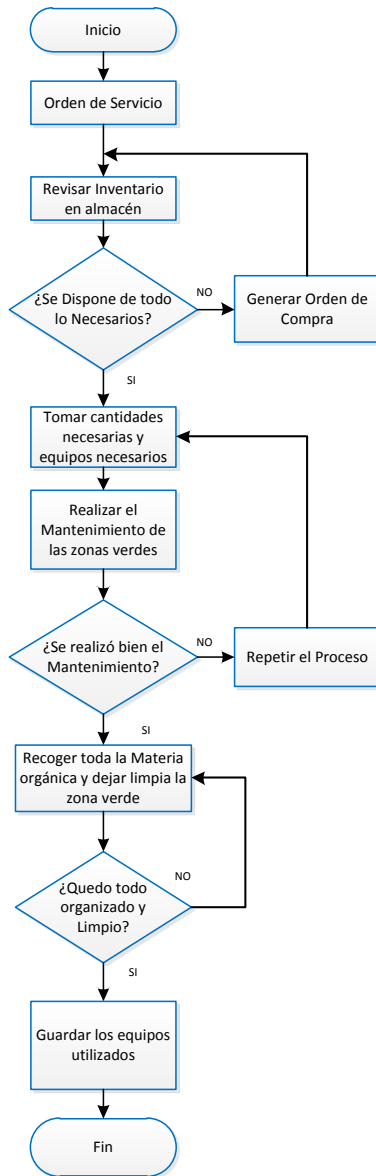 Inicio
Orden de Servicio
Revisar Inventario
en almacén
¿Se Dispone de todo
lo Necesarios?
NO
Generar Orden de
Compra
SI
Tomar cantidades
necesarias y
equipos necesarios
Realizar el
Mantenimiento de
las zonas verdes
¿Se realizó bien el
Mantenimiento?
NO
Repetir el Proceso
SI
Recoger toda la Materia
orgánica y dejar limpia la
zona verde
¿Quedo todo
organizado y
Limpio?
NO
SI
Guardar los equipos
utilizados
Fin